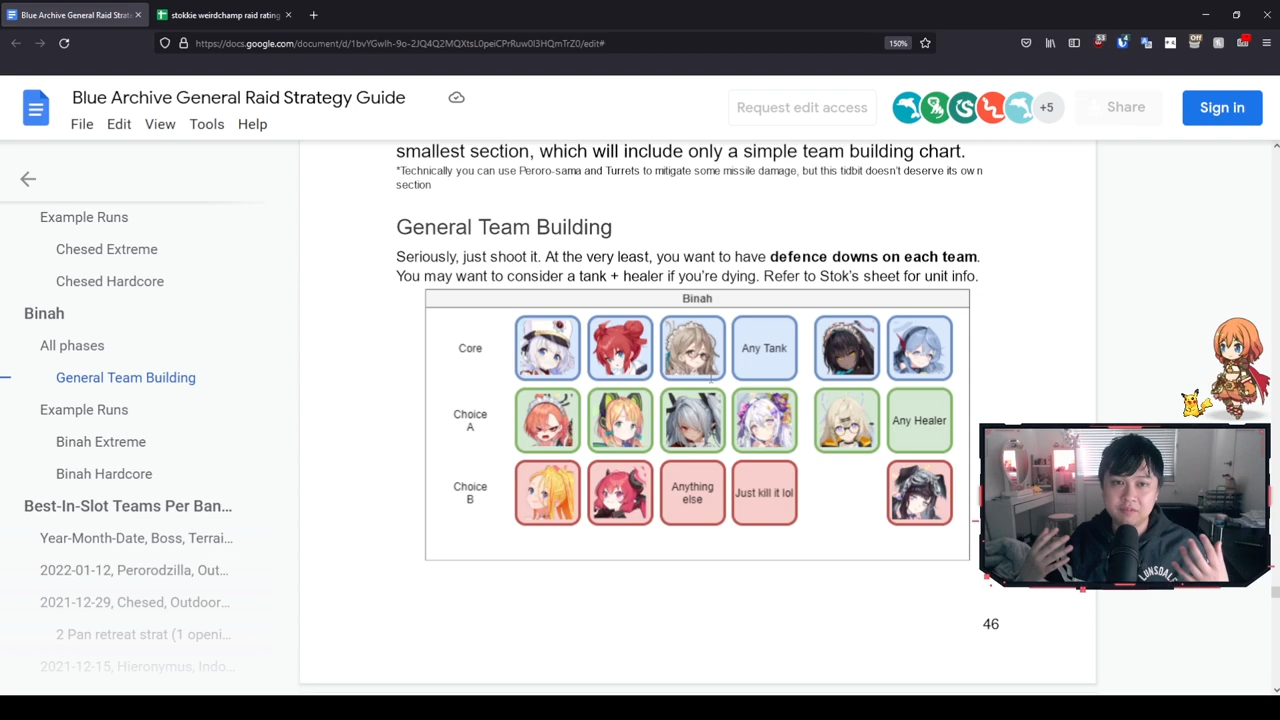 Blue Archive General Raid Strat
stokkie weirdchamp raid rating
https://docs.google.com/document/d/1bvYGwIh-9o-2JQ4Q2MQXtsL0peiCPrRuw0I3HQmTrZ0/edit#
150%
53
4
Off
Blue Archive General Raid Strategy Guide
File Edit View Tools Help
Request edit access
+5
Share
Sign in
Example Runs
Chesed Extreme
Chesed Hardcore
Binah
All phases
General Team Building
Example Runs
Binah Extreme
Binah Hardcore
Best-In-Slot Teams Per Ban...
Year-Month-Date, Boss, Terrai...
2022-01-12, Perorodzilla, Out...
2021-12-29, Chesed, Outdoor...
2 Pan retreat strat (1 openi...
2021-12-15, Hieronymus, Indo...
smallest section, which will include only a simple team building chart.
*Technically you can use Peroro-sama and Turrets to mitigate some missile damage, but this tidbit doesn't deserve its own
section
General Team Building
Seriously, just shoot it. At the very least, you want to have defence downs on each team.
You may want to consider a tank + healer if you're dying. Refer to Stok's sheet for unit info.
Binah
Core
Any Tank
Choice
A
Any Healer
Choice
B
Anything
else
Just kill it lol
46
LUNSDALE